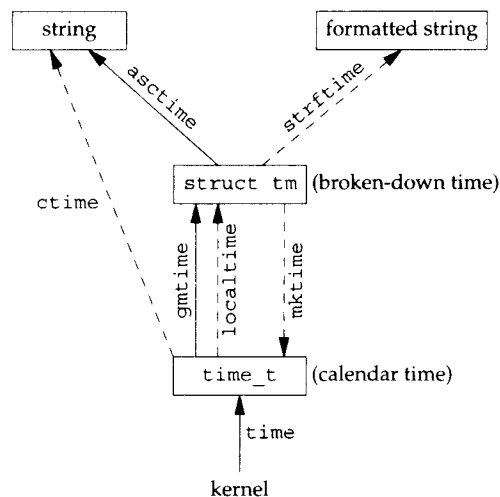 string
formatted string
asctime
strftime
struct tm (broken-down time)
ctime
gmtime
localtime
mktime
time_t (calendar time)
time
kernel